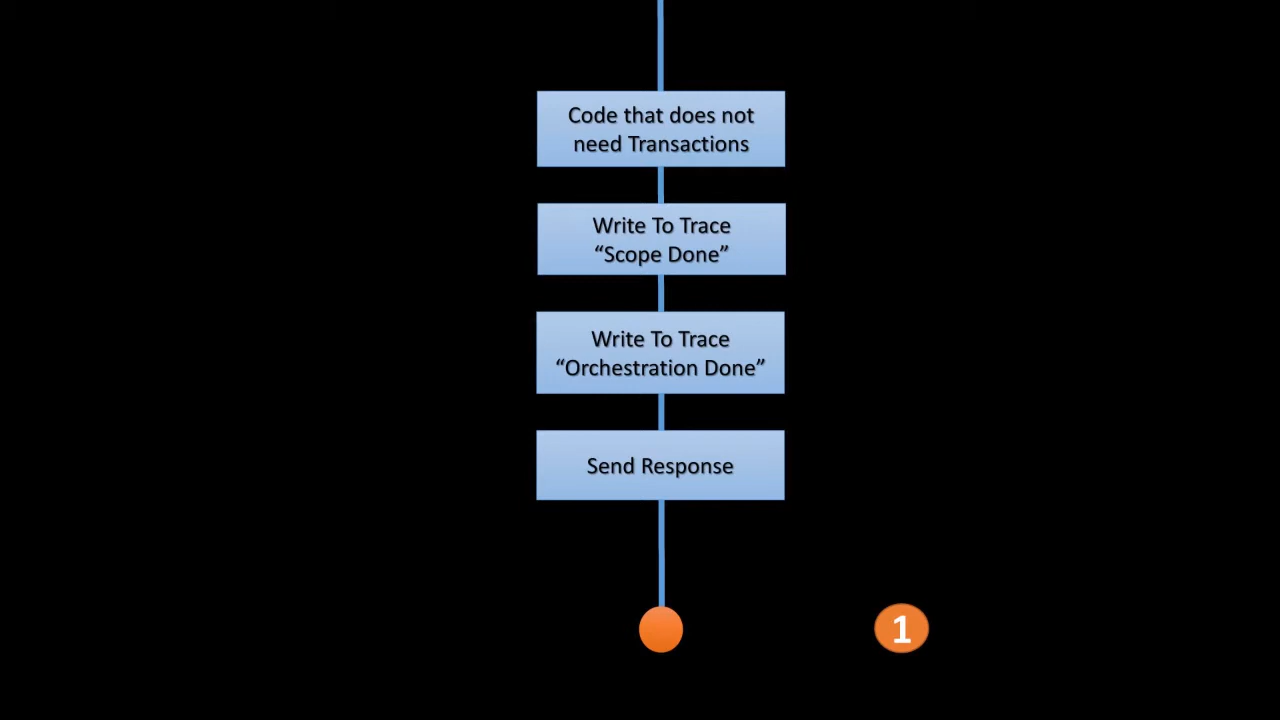 Code that does not
need Transactions
Write To Trace
“Scope Done”
Write To Trace
“Orchestration Done”
Send Response
1